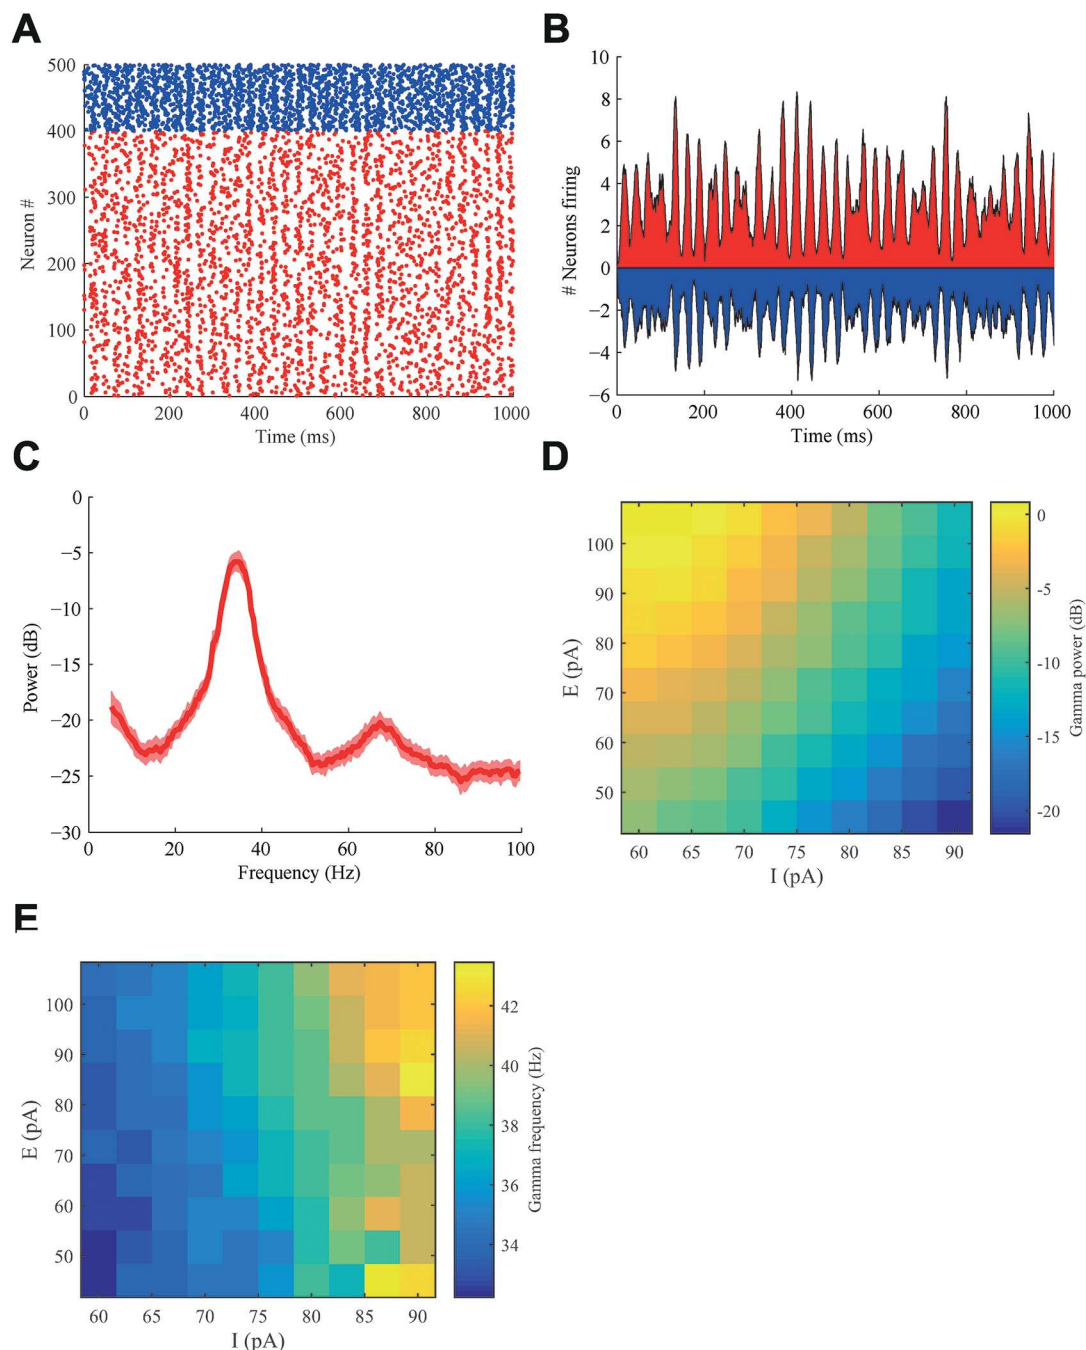 A
500
400
300
200
100
0
Neuron #
0 200 400 600 800 1000
Time (ms)
B
10
8
6
4
2
0
−2
−4
−6
# Neurons firing
0 200 400 600 800 1000
Time (ms)
C
0
−5
−10
−15
−20
−25
−30
Power (dB)
0 20 40 60 80 100
Frequency (Hz)
D
100
90
80
70
60
50
E (pA)
60 65 70 75 80 85 90
I (pA)
0
-5
-10
-15
-20
Gamma power (dB)
E
100
90
80
70
60
50
E (pA)
60 65 70 75 80 85 90
I (pA)
42
40
38
36
34
Gamma frequency (Hz)